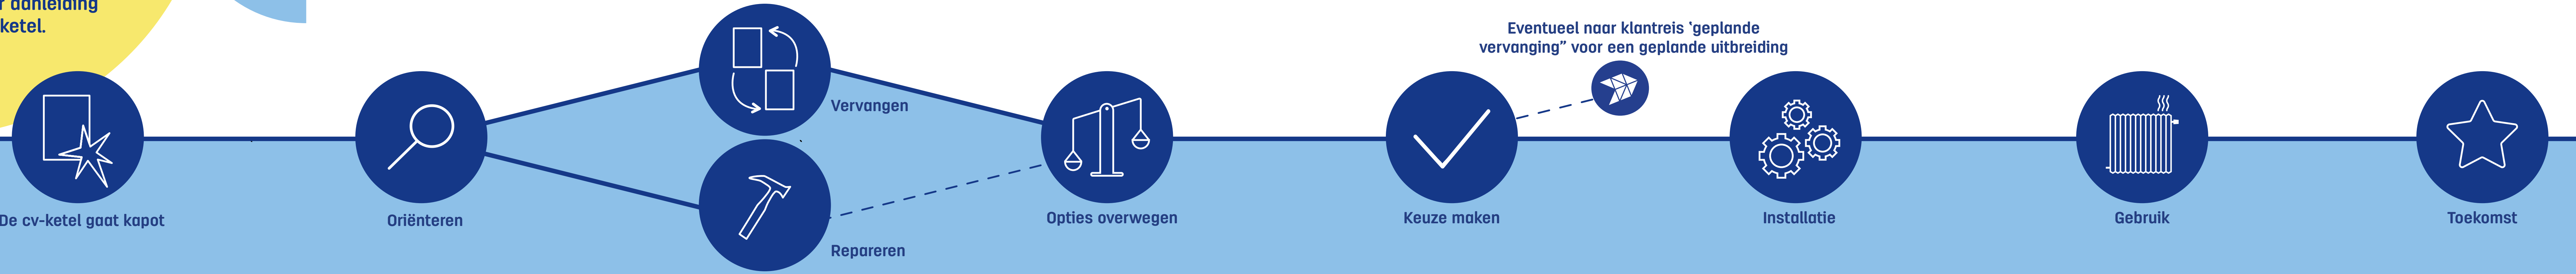 r aanleiding
ketel.
Eventueel naar klantreis ‘geplande
vervanging” voor een geplande uitbreiding
Vervangen
De cv-ketel gaat kapot
Oriënteren
Repareren
Opties overwegen
Keuze maken
Installatie
Gebruik
Toekomst